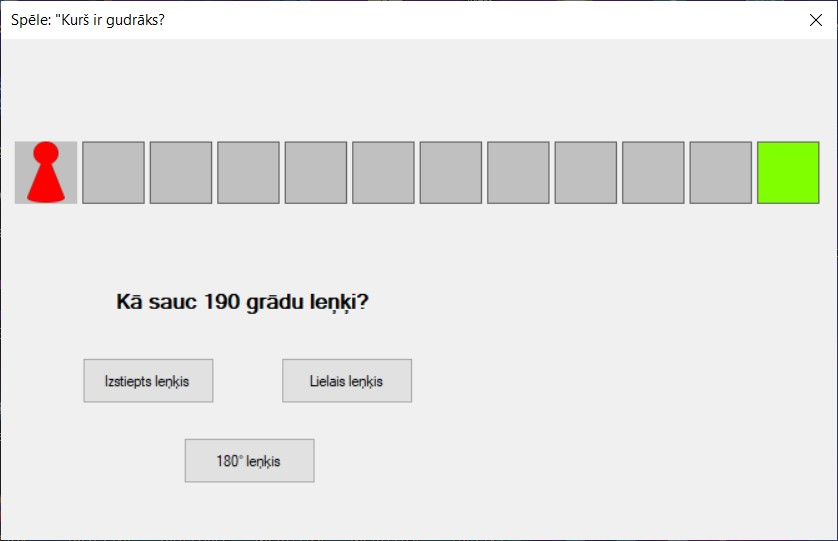 Spēle: "Kurš ir gudrāks?
Kā sauc 190 grādu leņķi?
Izstiepts leņķis
Lielais leņķis
180° leņķis